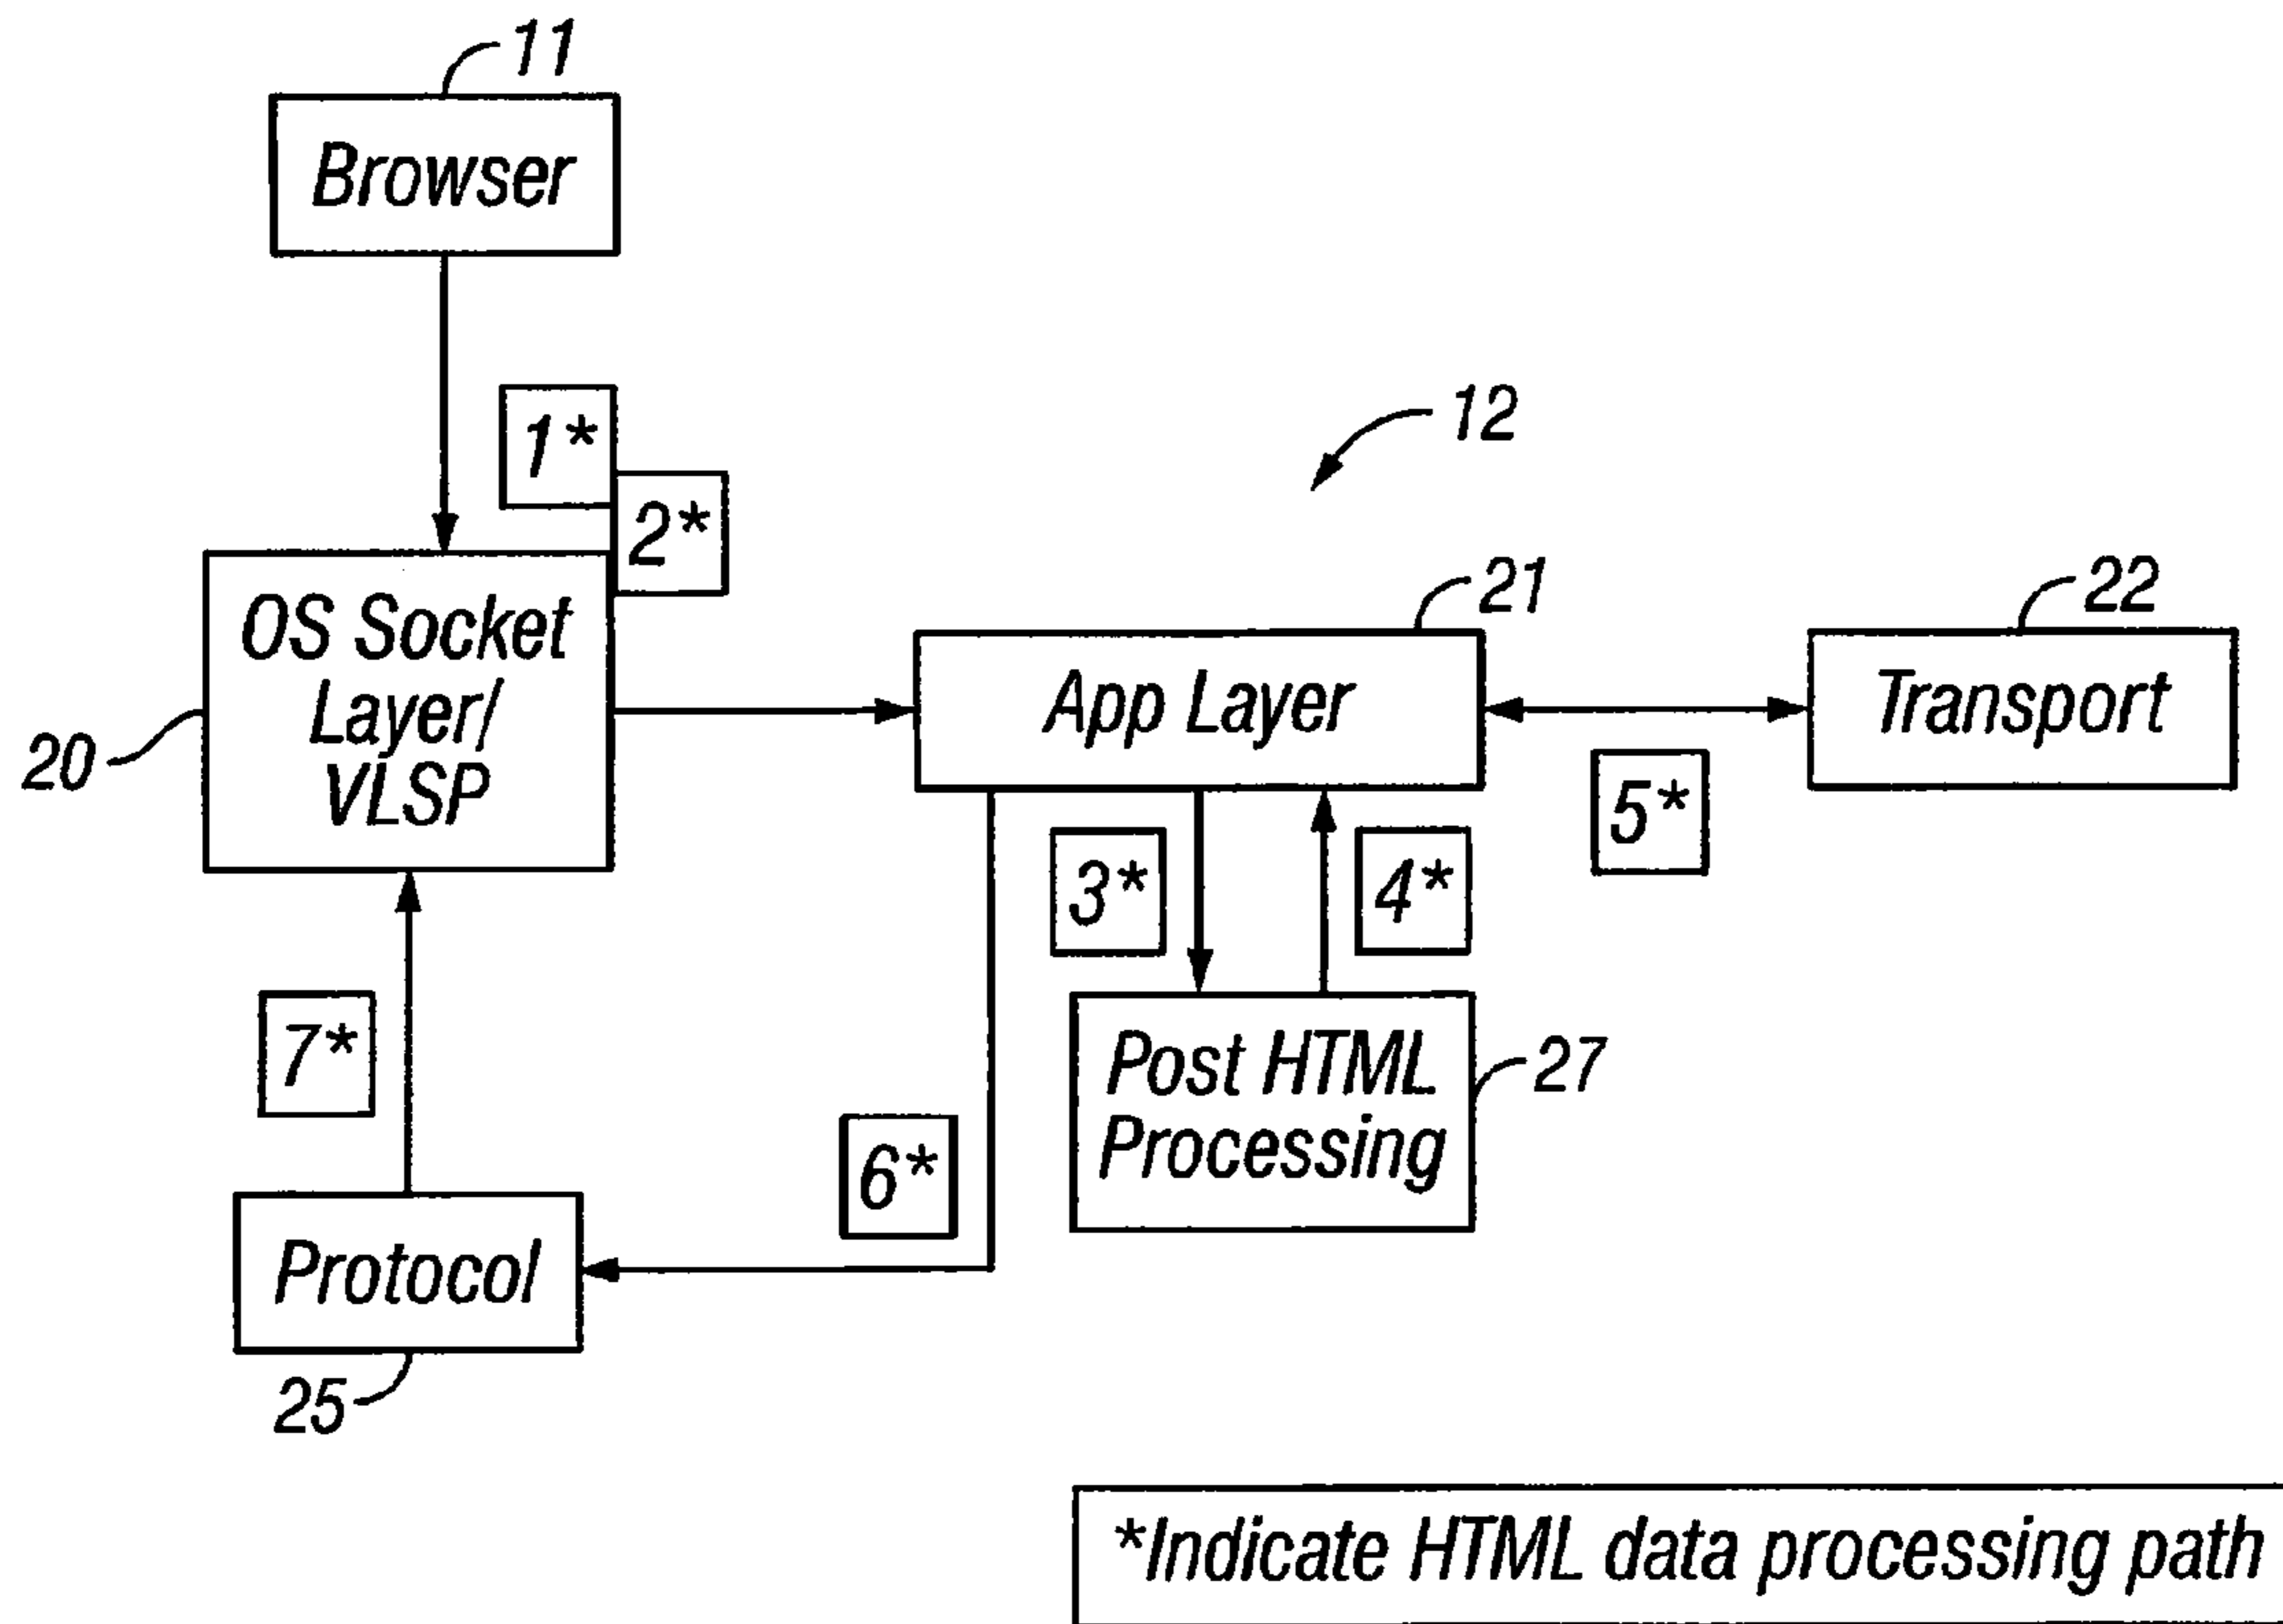 11
Browser
1*
2*
12
OS Socket
Layer/
VLSP
20
21
App Layer
22
Transport
5*
3*
4*
7*
Post HTML
Processing
27
6*
Protocol
25
*Indicate HTML data processing path